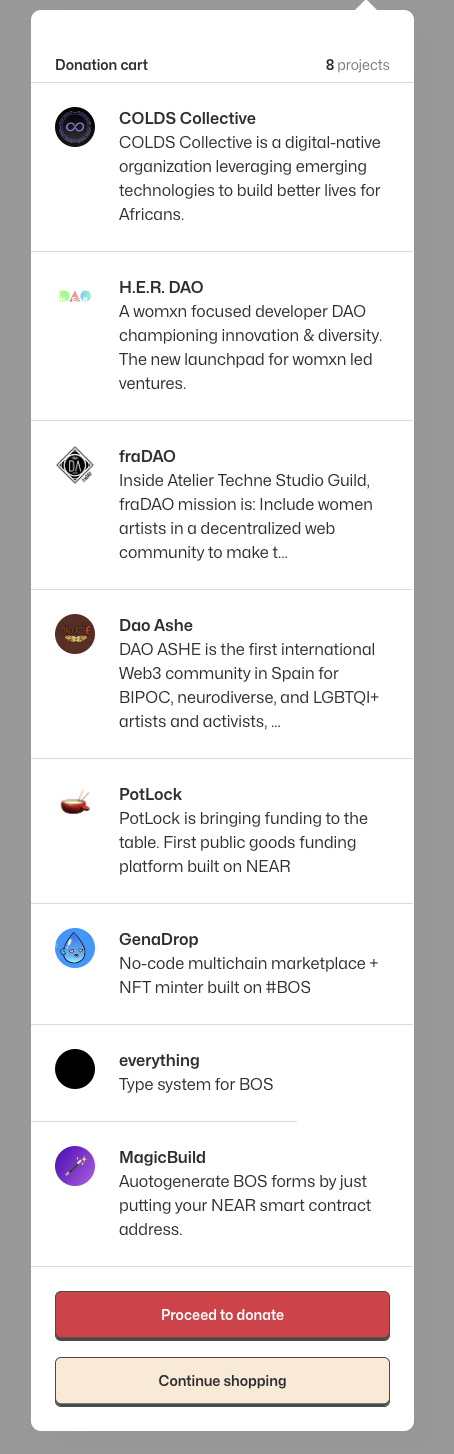 Donation cart
8 projects
COLDS Collective
COLDS Collective is a digital-native
organization leveraging emerging
technologies to build better lives for
Africans.
H.E.R. DAO
A womxn focused developer DAO
championing innovation & diversity.
The new launchpad for womxn led
ventures.
fraDAO
Inside Atelier Techne Studio Guild,
fraDAO mission is: Include women
artists in a decentralized web
community to make t...
Dao Ashe
DAO ASHE is the first international
Web3 community in Spain for
BIPOC, neurodiverse, and LGBTQI+
artists and activists, ...
PotLock
PotLock is bringing funding to the
table. First public goods funding
platform built on NEAR
GenaDrop
No-code multichain marketplace +
NFT minter built on #BOS
everything
Type system for BOS
MagicBuild
Auotogenerate BOS forms by just
putting your NEAR smart contract
address.
Proceed to donate
Continue shopping